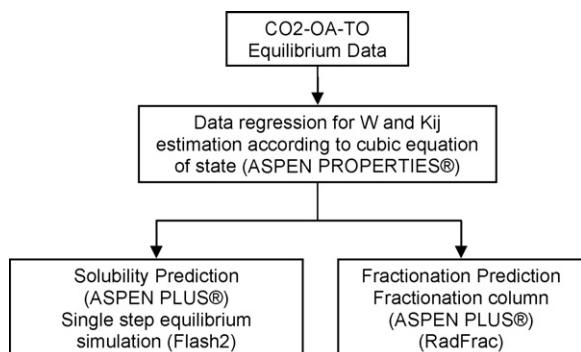 CO2-OA-TO
Equilibrium Data
Data regression for W and Kij
estimation according to cubic equation
of state (ASPEN PROPERTIES®)
Solubility Prediction
(ASPEN PLUS®)
Single step equilibrium
simulation (Flash2)
Fractionation Prediction
Fractionation column
(ASPEN PLUS®)
(RadFrac)